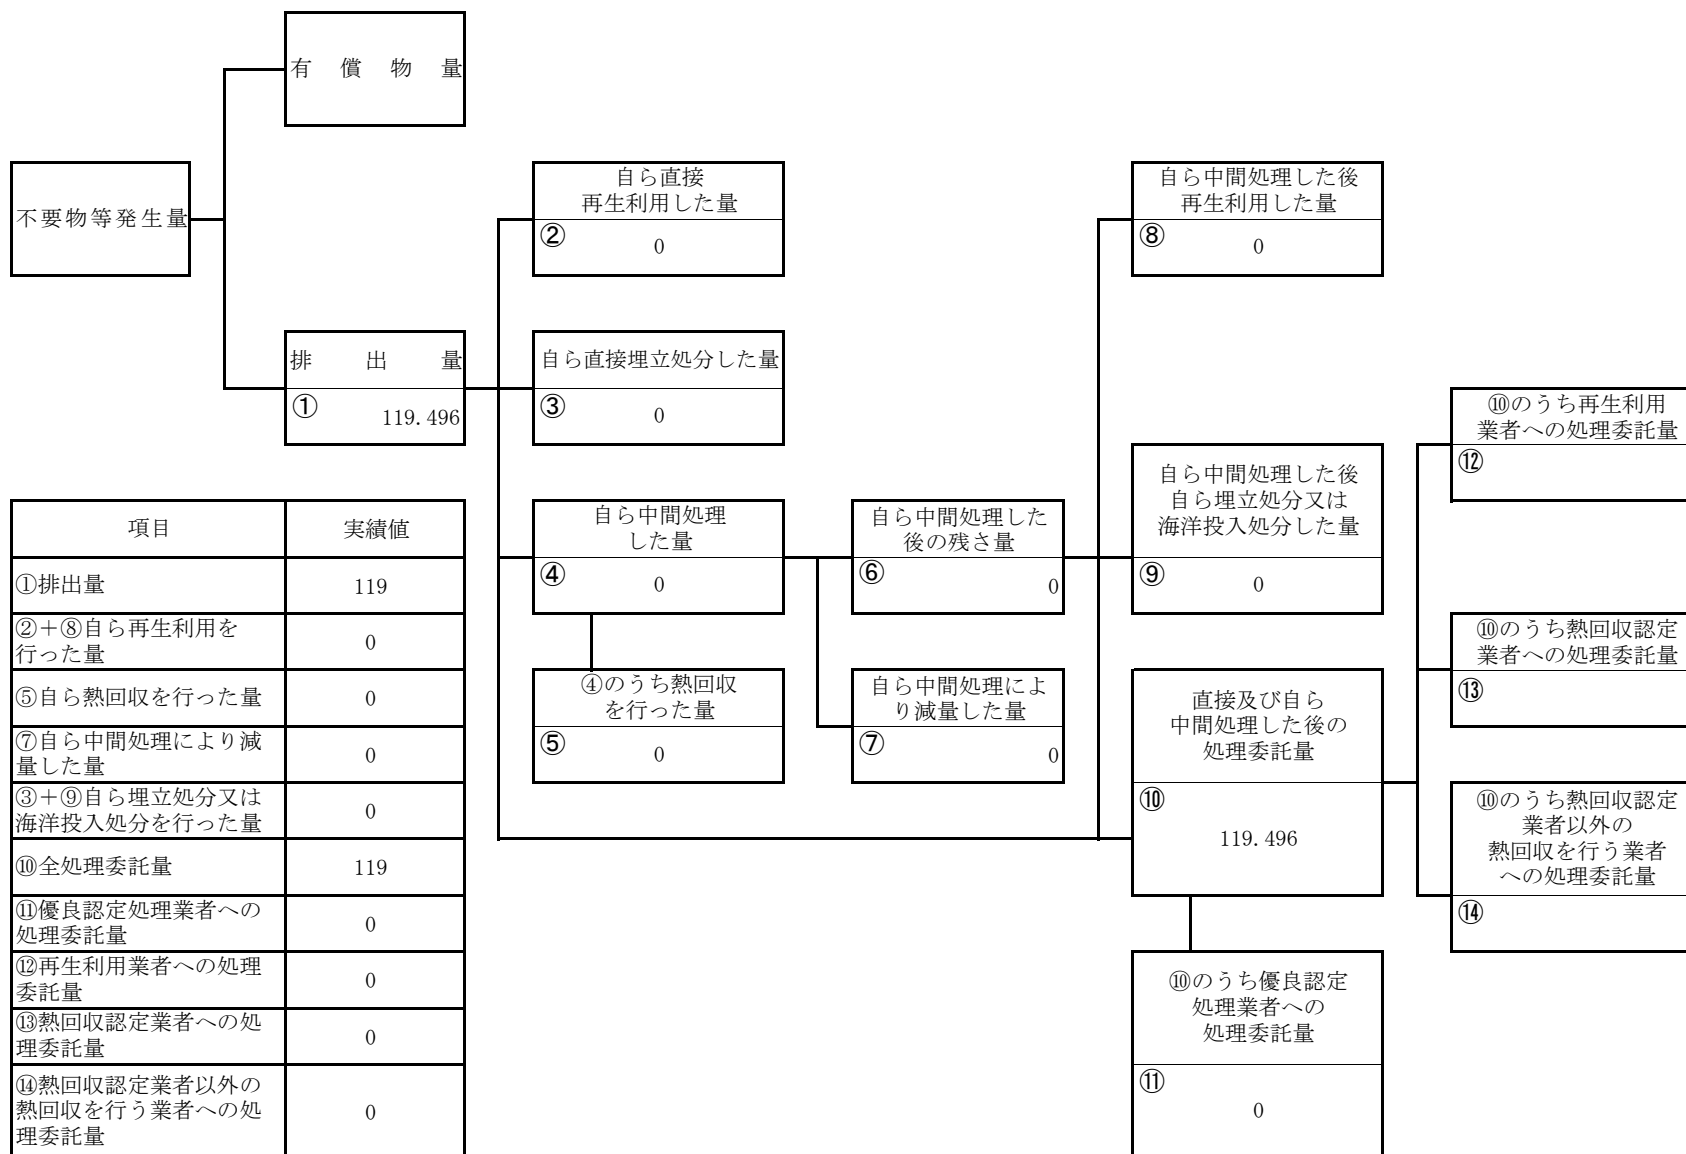 有償物量
不要物等発生量
自ら直接
再生利用した量
②
0
自ら中間処理した後
再生利用した量
⑧
0
排出量
①
119.496
自ら直接埋立処分した量
③
0
⑩のうち再生利用
業者への処理委託量
⑫
自ら中間処理
した量
④
0
自ら中間処理した
後の残さ量
⑥
0
自ら中間処理した後
自ら埋立処分又は
海洋投入処分した量
⑨
0
⑩のうち熱回収認定
業者への処理委託量
⑬
④のうち熱回収
を行った量
⑤
0
自ら中間処理によ
り減量した量
⑦
0
直接及び自ら
中間処理した後の
処理委託量
⑩
119.496
⑩のうち熱回収認定
業者以外の
熱回収を行う業者
への処理委託量
⑭
⑩のうち優良認定
処理業者への
処理委託量
⑪
0
項目 実績値
①排出量 119
②＋⑧自ら再生利用を
行った量 0
⑤自ら熱回収を行った量 0
⑦自ら中間処理により減
量した量 0
③＋⑨自ら埋立処分又は
海洋投入処分を行った量 0
⑩全処理委託量 119
⑪優良認定処理業者への
処理委託量 0
⑫再生利用業者への処理
委託量 0
⑬熱回収認定業者への処
理委託量 0
⑭熱回収認定業者以外の
熱回収を行う業者への処
理委託量 0